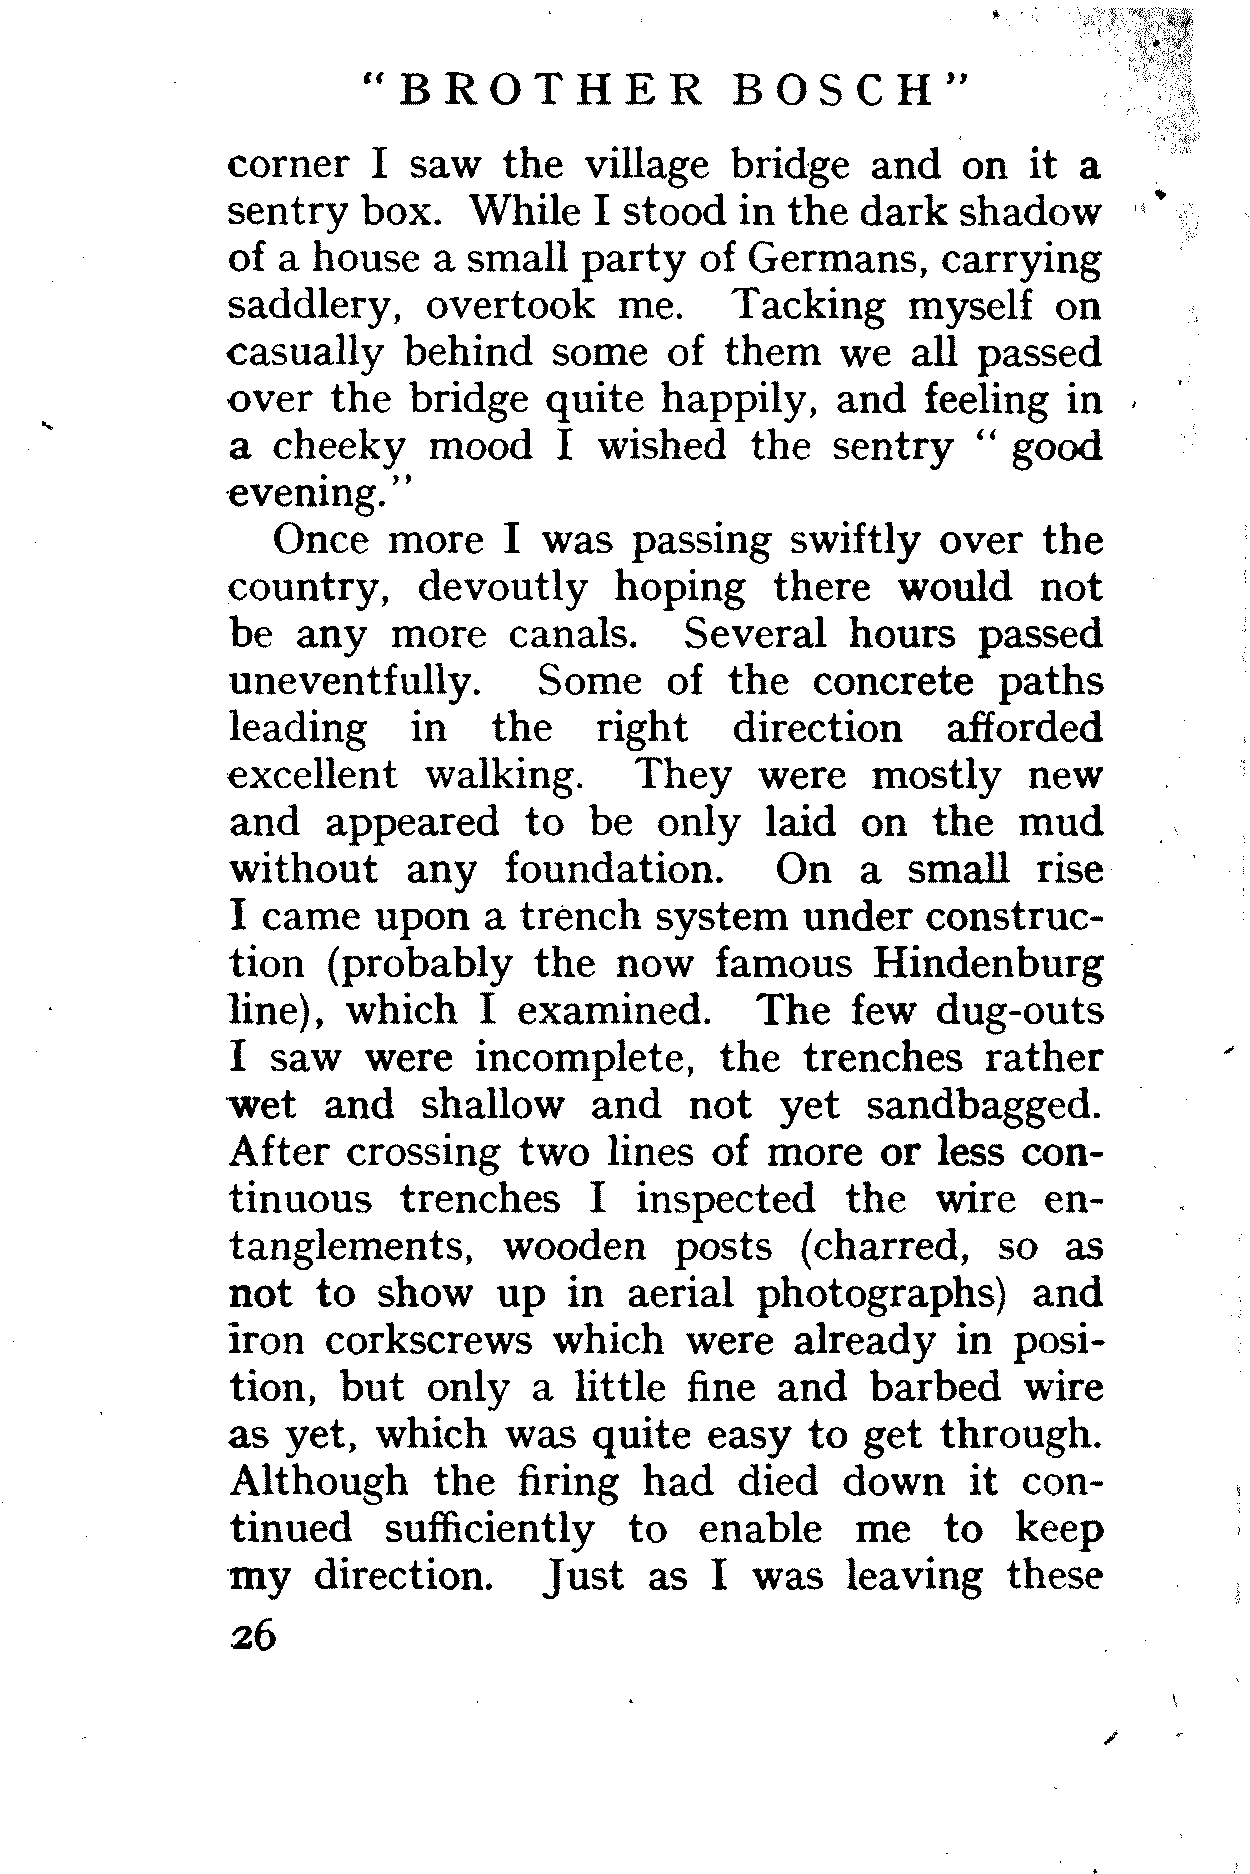 "BROTHER BOSCH"
corner I saw the village bridge and on it a
sentry box. While I stood in the dark shadow
of a house a small party of Germans, carrying
saddlery, overtook me. Tacking myself on
casually behind some of them we all passed
over the bridge quite happily, and feeling in
a cheeky mood I wished the sentry " good
evening."
Once more I was passing swiftly over the
country, devoutly hoping there would not
be any more canals. Several hours passed
uneventfully. Some of the concrete paths
leading in the right direction afforded
excellent walking. They were mostly new
and appeared to be only laid on the mud
without any foundation. On a small rise
I came upon a trench system under construc-
tion (probably the now famous Hindenburg
line), which I examined. The few dug-outs
I saw were incomplete, the trenches rather
wet and shallow and not yet sandbagged.
After crossing two lines of more or less con-
tinuous trenches I inspected the wire en-
tanglements, wooden posts (charred, so as
not to show up in aerial photographs) and
iron corkscrews which were already in posi-
tion, but only a little fine and barbed wire
as yet, which was quite easy to get through.
Although the firing had died down it con-
tinued sufficiently to enable me to keep
my direction. Just as I was leaving these
26